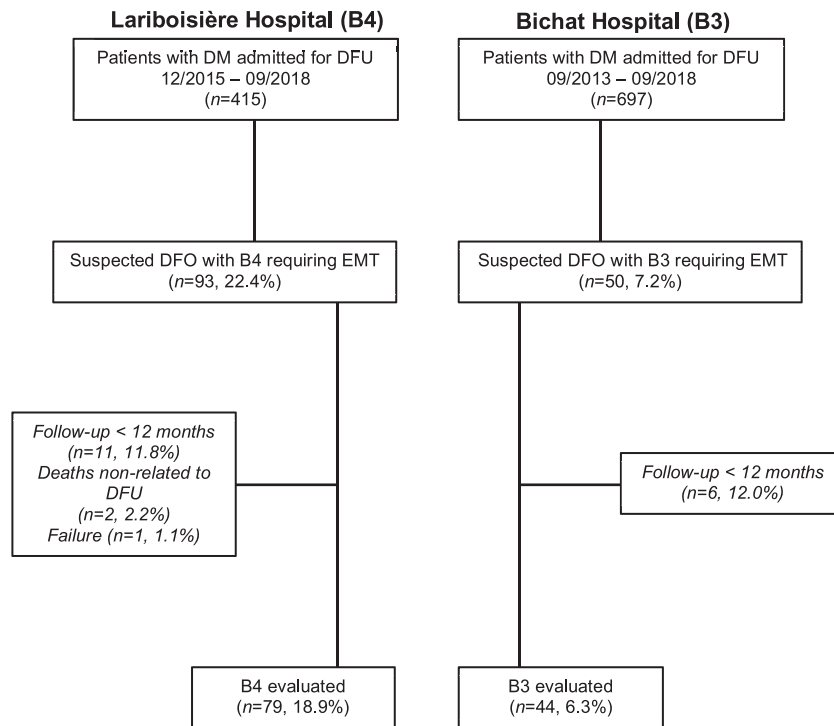 Lariboisière Hospital (B4)
Patients with DM admitted for DFU
12/2015 – 09/2018
(n=415)
Suspected DFO with B4 requiring EMT
(n=93, 22.4%)
Follow-up < 12 months
(n=11, 11.8%)
Deaths non-related to
DFU
(n=2, 2.2%)
Failure (n=1, 1.1%)
B4 evaluated
(n=79, 18.9%)
Bichat Hospital (B3)
Patients with DM admitted for DFU
09/2013 – 09/2018
(n=697)
Suspected DFO with B3 requiring EMT
(n=50, 7.2%)
Follow-up < 12 months
(n=6, 12.0%)
B3 evaluated
(n=44, 6.3%)